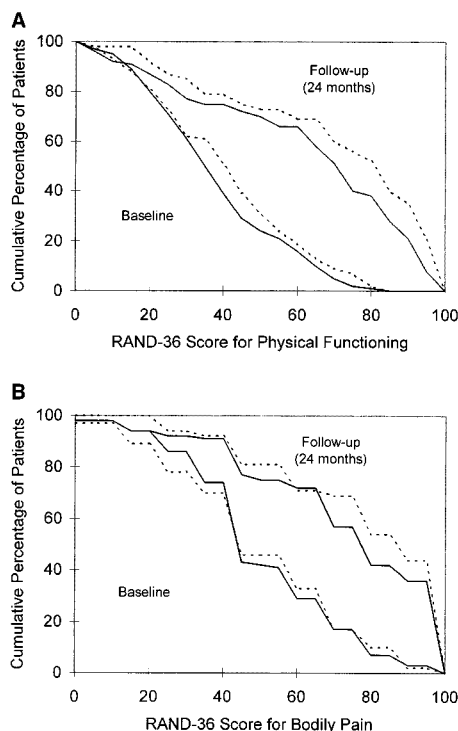 A
Cumulative Percentage of Patients
100
80
60
40
20
0
Follow-up
(24 months)
Baseline
0 20 40 60 80 100
RAND-36 Score for Physical Functioning
B
Cumulative Percentage of Patients
100
80
60
40
20
0
Follow-up
(24 months)
Baseline
0 20 40 60 80 100
RAND-36 Score for Bodily Pain